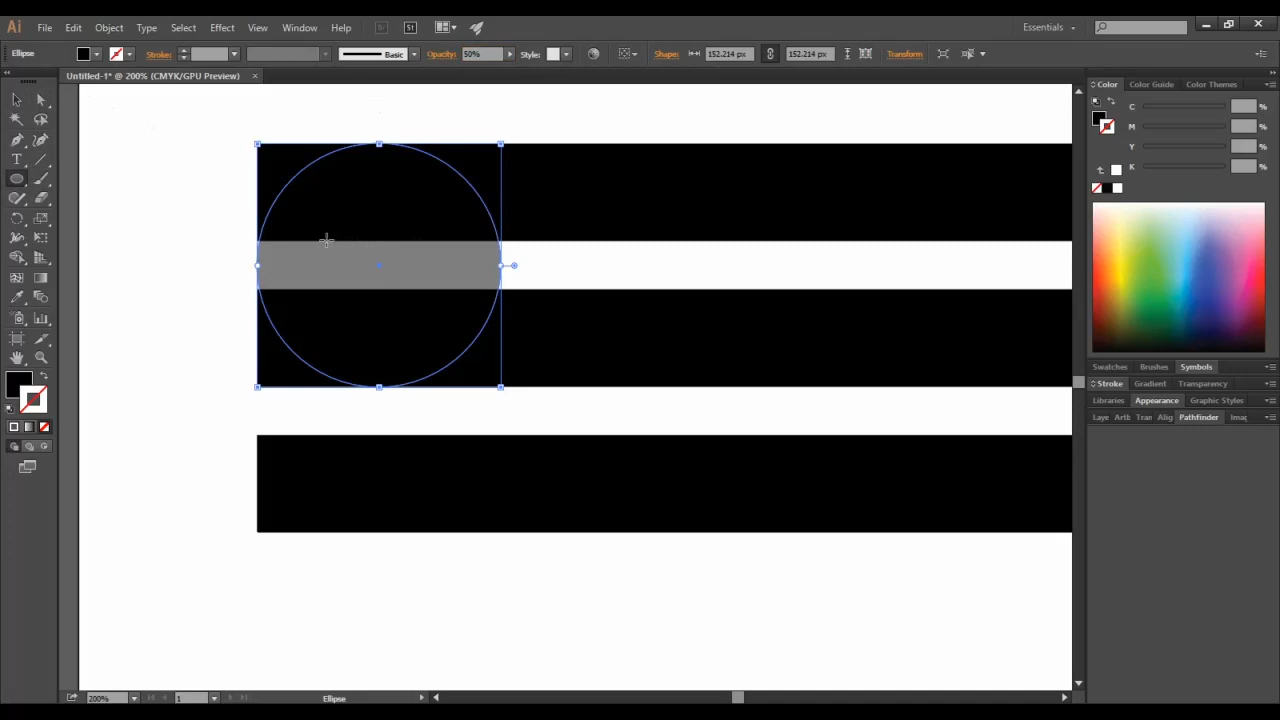 Ai File Edit Object Type Select Effect View Window Help Br St Essentials
Ellipse Stroke: Basic Opacity: 50% Style: Shape: 152.214 px 152.214 px Transform
Untitled-1* @ 200% (CMYK/GPU Preview)
Color Color Guide Color Themes
C %
M %
Y %
K %
Swatches Brushes Symbols
Stroke Gradient Transparency
Libraries Appearance Graphic Styles
Laye Artb Tran Alig Pathfinder Imag
200% 1 Ellipse